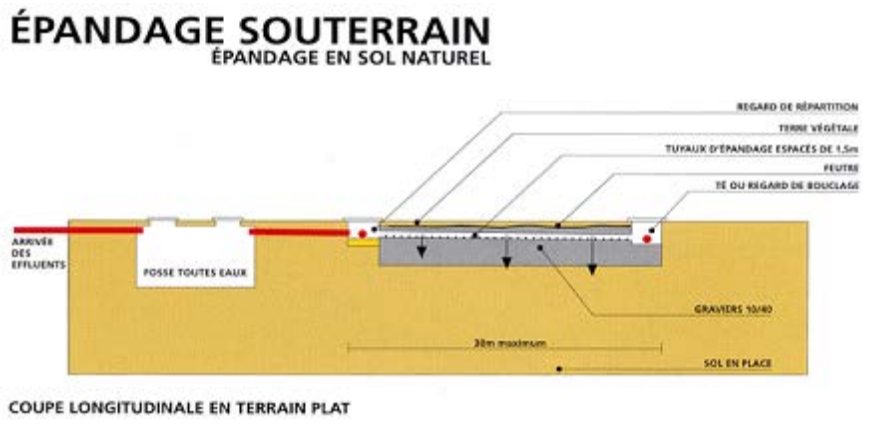 ÉPANDAGE SOUTERRAIN
ÉPANDAGE EN SOL NATUREL
REGARD DE RÉPARTITION
TERRE VÉGÉTALE
TUYAUX D'ÉPANDAGE ESPACÉS DE 1,5m
FEUTRE
TÉ OU REGARD DE BOUCLAGE
ARRIVÉE
DES
EFFLUENTS
FOSSE TOUTES EAUX
GRAVIERS 10/40
30m maximum
SOL EN PLACE
COUPE LONGITUDINALE EN TERRAIN PLAT